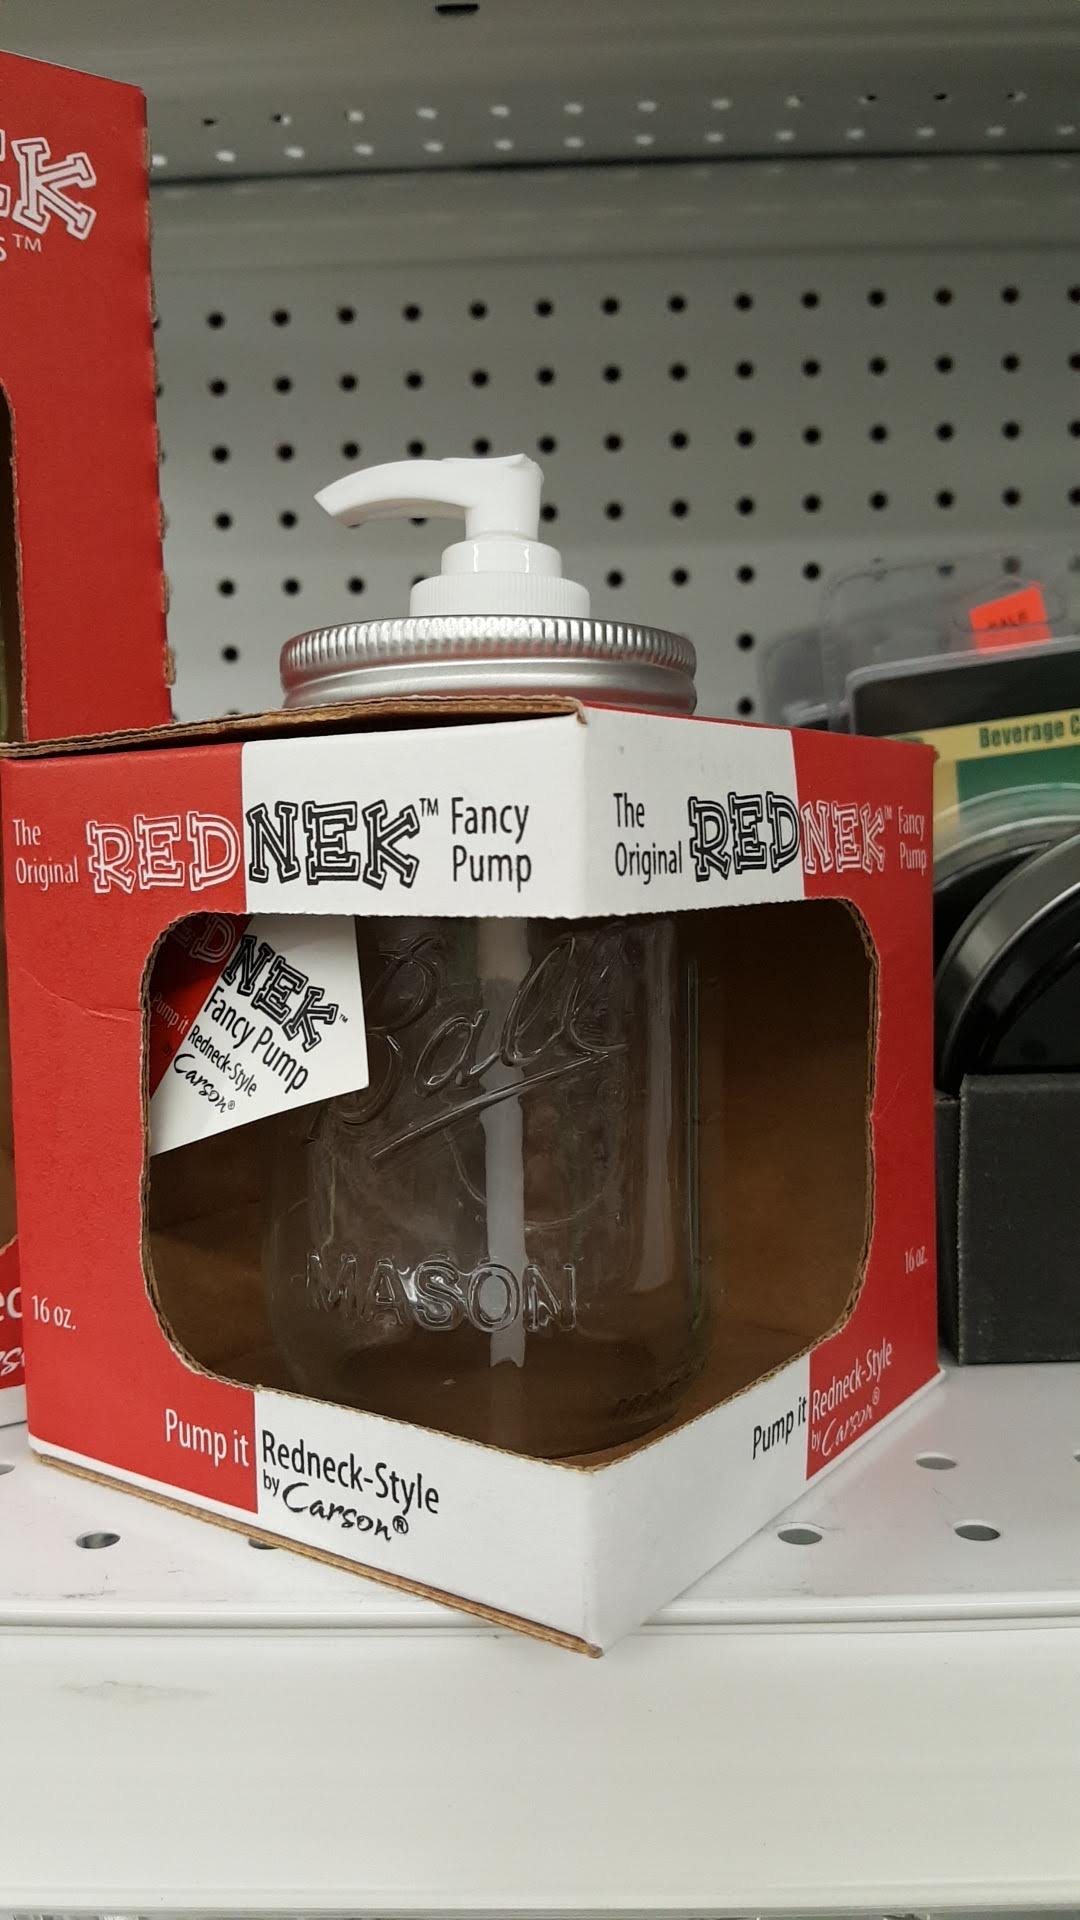 EK
S™
SALE
Beverage C
The Original REDNEK™ Fancy Pump
The Original REDNEK™ Fancy Pump
REDNEK™
Fancy Pump
Pump it Redneck-Style
by Carson®
Ball
MASON
16 oz.
16 oz.
Pump it Redneck-Style
by Carson®
Pump it Redneck-Style
by Carson®